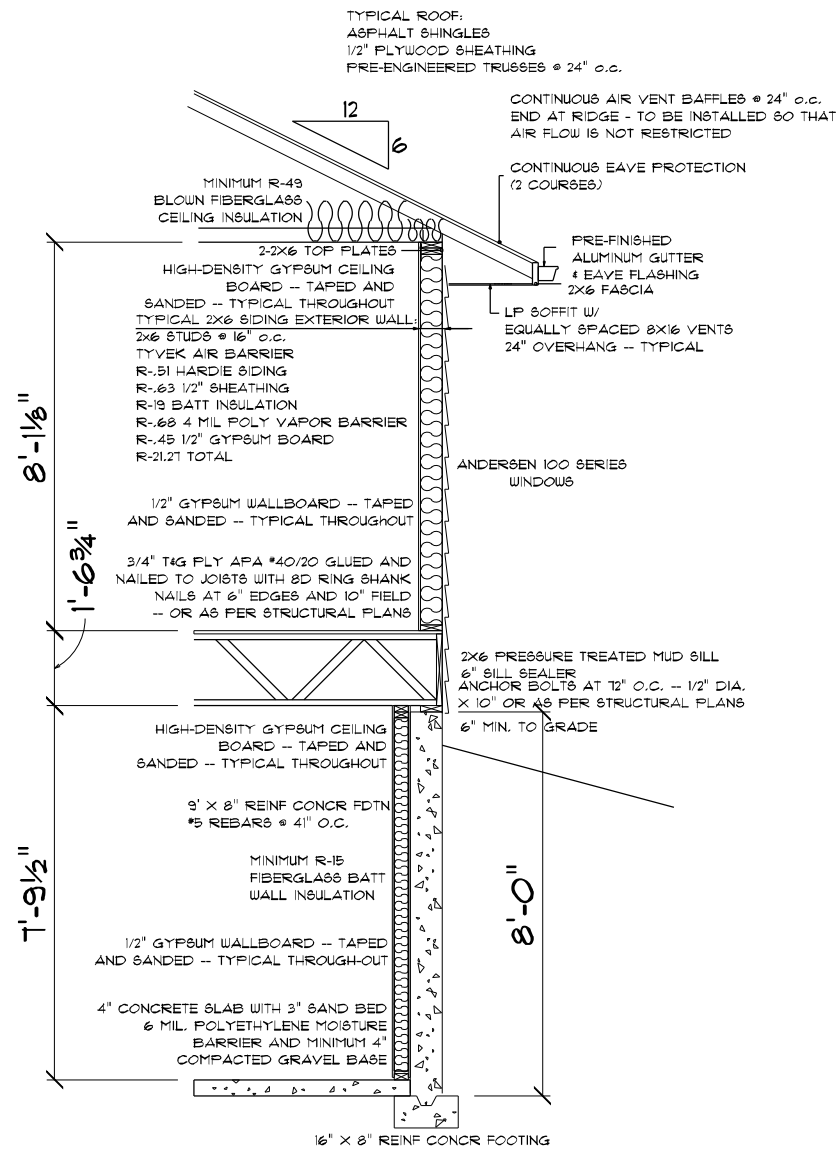 TYPICAL ROOF:
ASPHALT SHINGLES
1/2" PLYWOOD SHEATHING
PRE-ENGINEERED TRUSSES @ 24" o.c.
12
6
CONTINUOUS AIR VENT BAFFLES @ 24" o.c.
END AT RIDGE - TO BE INSTALLED SO THAT
AIR FLOW IS NOT RESTRICTED
CONTINUOUS EAVE PROTECTION
(2 COURSES)
MINIMUM R-49
BLOWN FIBERGLASS
CEILING INSULATION
PRE-FINISHED
ALUMINUM GUTTER
& EAVE FLASHING
2X6 FASCIA
2-2X6 TOP PLATES
HIGH-DENSITY GYPSUM CEILING
BOARD -- TAPED AND
SANDED -- TYPICAL THROUGHOUT
LP SOFFIT W/
EQUALLY SPACED 8X16 VENTS
24" OVERHANG -- TYPICAL
TYPICAL 2X6 SIDING EXTERIOR WALL:
2x6 STUDS @ 16" o.c.
TYVEK AIR BARRIER
R-.51 HARDIE SIDING
R-.63 1/2" SHEATHING
R-19 BATT INSULATION
R-.68 4 MIL POLY VAPOR BARRIER
R-.45 1/2" GYPSUM BOARD
R-21.27 TOTAL
8'-1⅛"
ANDERSEN 100 SERIES
WINDOWS
1/2" GYPSUM WALLBOARD -- TAPED
AND SANDED -- TYPICAL THROUGhOUT
3/4" T&G PLY APA #40/20 GLUED AND
NAILED TO JOISTS WITH 8D RING SHANK
NAILS AT 6" EDGES AND 10" FIELD
-- OR AS PER STRUCTURAL PLANS
1'-6¾"
2X6 PRESSURE TREATED MUD SILL
6" SILL SEALER
ANCHOR BOLTS AT 72" O.C. -- 1/2" DIA.
X 10" OR AS PER STRUCTURAL PLANS
6" MIN. TO GRADE
HIGH-DENSITY GYPSUM CEILING
BOARD -- TAPED AND
SANDED -- TYPICAL THROUGHOUT
9' X 8" REINF CONCR FDTN
#5 REBARS @ 41" O.C.
MINIMUM R-15
FIBERGLASS BATT
WALL INSULATION
7'-9½"
8'-0"
1/2" GYPSUM WALLBOARD -- TAPED
AND SANDED -- TYPICAL THROUGH-OUT
4" CONCRETE SLAB WITH 3" SAND BED
6 MIL. POLYETHYLENE MOISTURE
BARRIER AND MINIMUM 4"
COMPACTED GRAVEL BASE
16" X 8" REINF CONCR FOOTING